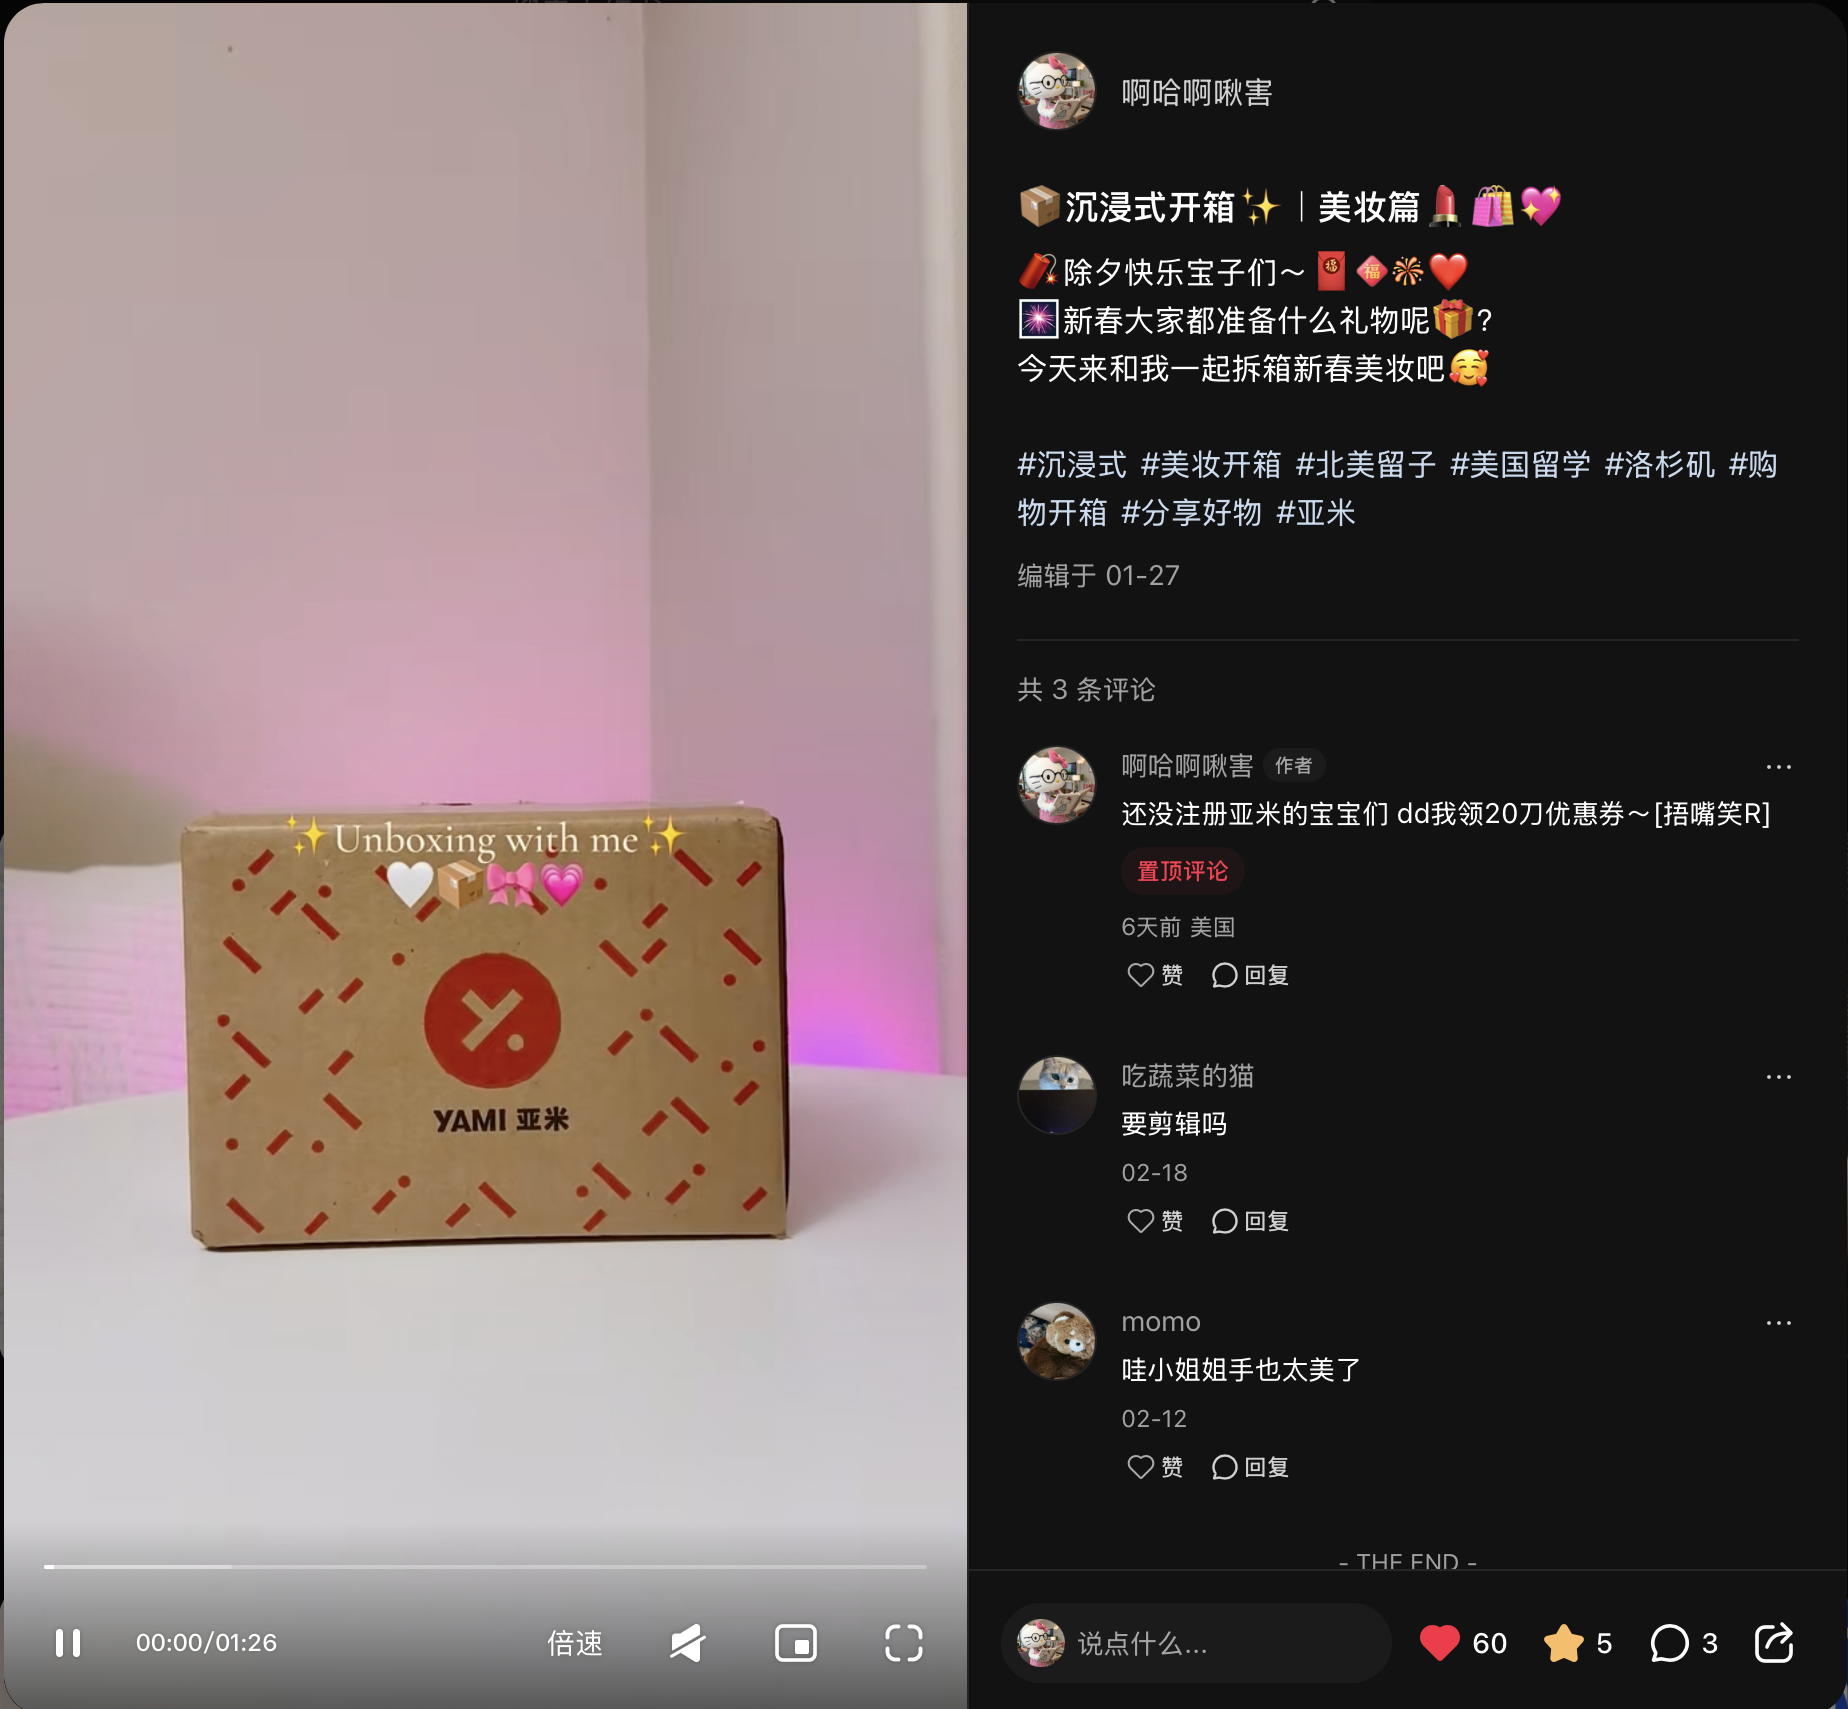 ✨Unboxing with me✨
🤍📦🎀💗
YAMI 亚米
00:00/01:26
倍速
啊哈啊啾害
📦沉浸式开箱✨｜美妆篇💄🛍️💖
🧨除夕快乐宝子们～🧧㊗️🎇❤️
🎆新春大家都准备什么礼物呢🎁?
今天来和我一起拆箱新春美妆吧🥰
#沉浸式 #美妆开箱 #北美留子 #美国留学 #洛杉矶 #购
物开箱 #分享好物 #亚米
编辑于 01-27
共 3 条评论
啊哈啊啾害 作者
还没注册亚米的宝宝们 dd我领20刀优惠券～[捂嘴笑R]
置顶评论
6天前 美国
赞 回复
吃蔬菜的猫
要剪辑吗
02-18
赞 回复
momo
哇小姐姐手也太美了
02-12
赞 回复
- THE END -
说点什么...
60 5 3